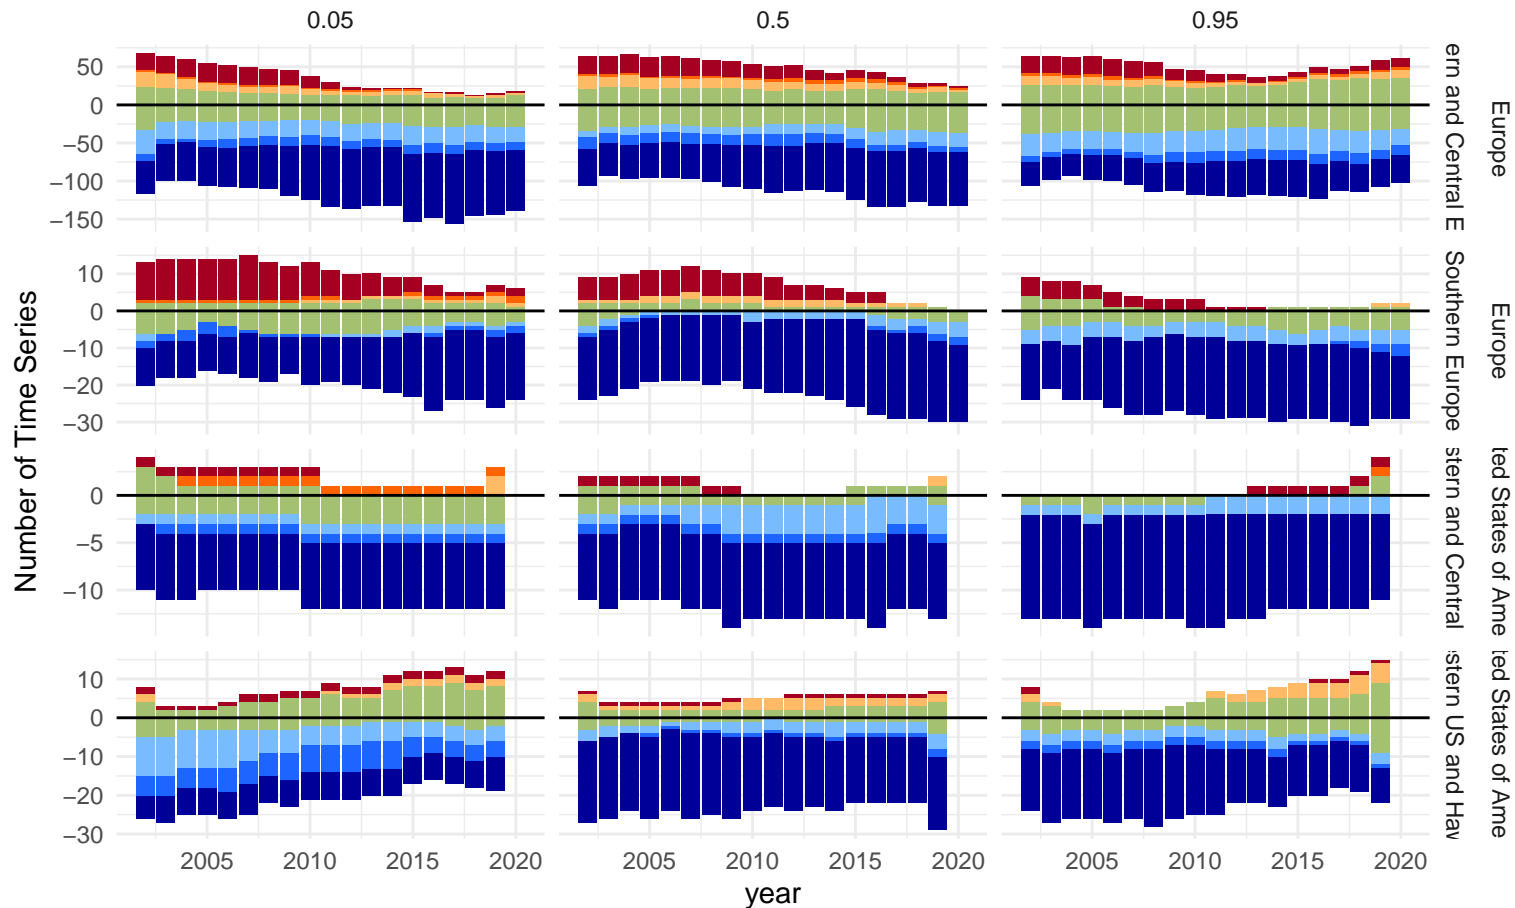 0.05 0.5 0.95
50
0
−50
−100
−150
ern and Central E
Europe
10
0
−10
−20
−30
Southern Europe
Europe
0
−5
−10
stern and Central
ted States of Ame
10
0
−10
−20
−30
stern US and Hav
ted States of Ame
2005 2010 2015 2020 2005 2010 2015 2020 2005 2010 2015 2020
year
Number of Time Series